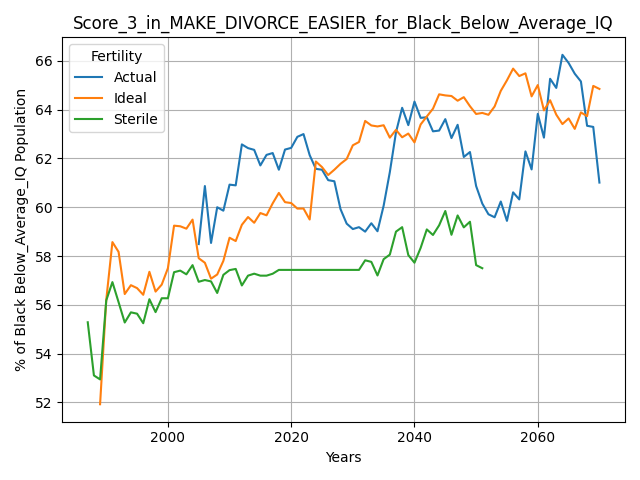 Score_3_in_MAKE_DIVORCE_EASIER_for_Black_Below_Average_IQ
Fertility
Actual
Ideal
Sterile
% of Black Below_Average_IQ Population
66
64
62
60
58
56
54
52
2000
2020
2040
2060
Years